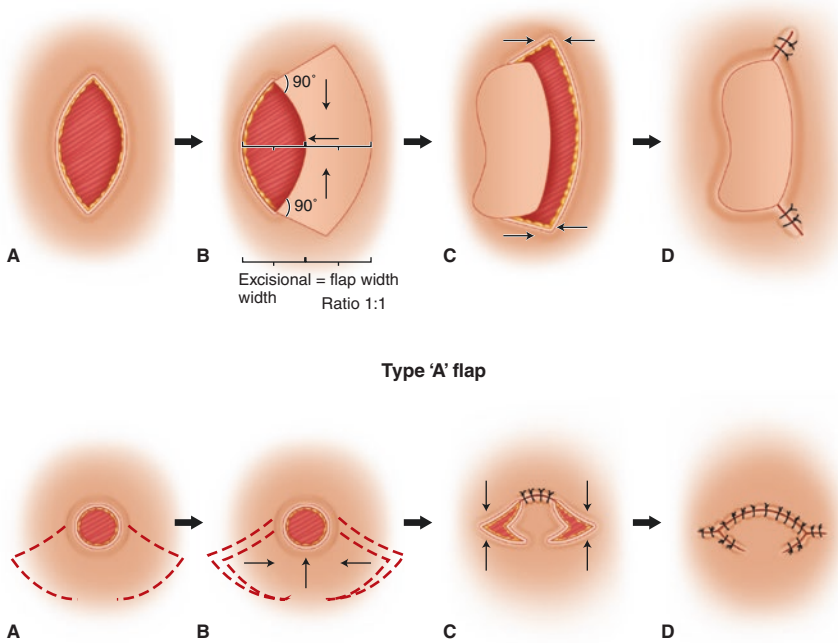 90°
90°
A
B
C
D
Excisional = flap width
width
Ratio 1:1
Type ‘A’ flap
A
B
C
D